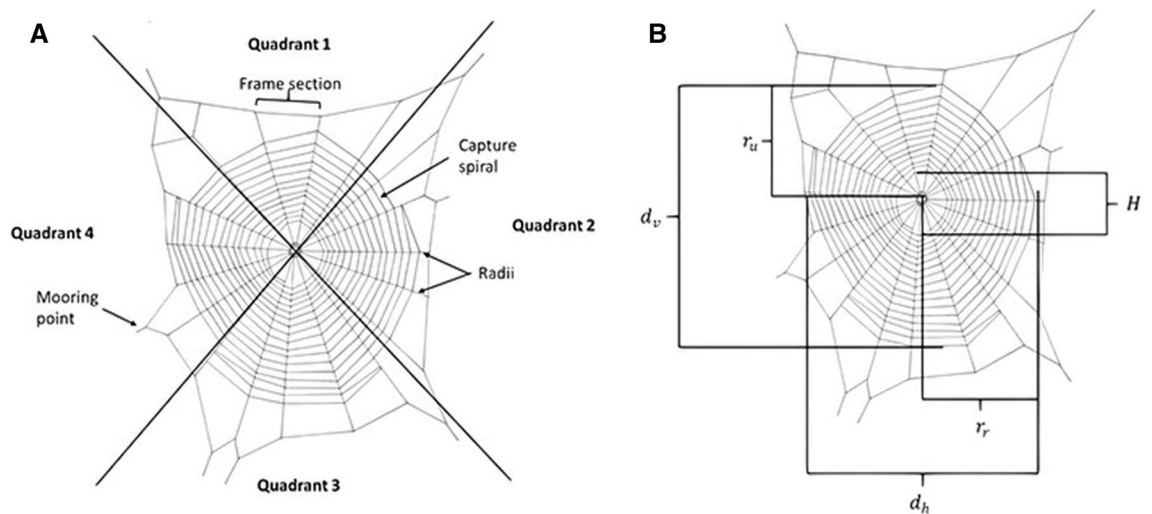 A
Quadrant 1
Frame section
Capture
spiral
Quadrant 4
Quadrant 2
Radii
Mooring
point
Quadrant 3
B
r_u
d_v
H
r_r
d_h